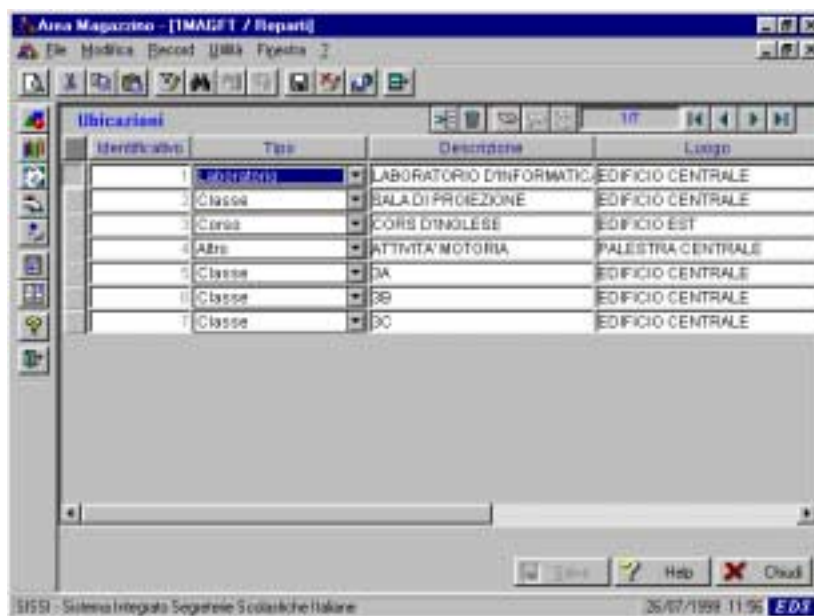 Area Magazzino - [1MAGFT / Reparti]
File Modifica Record Utilità Finestra ?
Ubicazioni 1/7
Identificativo Tipo Descrizione Luogo
1 Laboratorio LABORATORIO D'INFORMATICA EDIFICIO CENTRALE
2 Classe SALA DI PROIEZIONE EDIFICIO CENTRALE
3 Corso CORS D'INGLESE EDIFICIO EST
4 Altro ATTIVITA' MOTORIA PALESTRA CENTRALE
5 Classe 3A EDIFICIO CENTRALE
6 Classe 3B EDIFICIO CENTRALE
7 Classe 3C EDIFICIO CENTRALE
Salva Help Chiudi
SISSI - Sistema Integrato Segreterie Scolastiche Italiane 26/07/1999 11:56 EDS